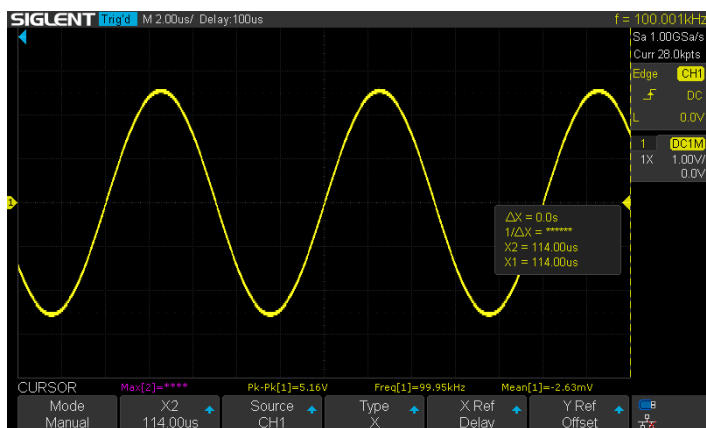 SIGLENT Trig'd M 2.00us/ Delay:100us f = 100.001kHz
Sa 1.00GSa/s
Curr 28.0kpts
Edge CH1
DC
L 0.0V
1 DC1M
1X 1.00V/
0.0V
1
ΔX = 0.0s
1/ΔX = ******
X2 = 114.00us
X1 = 114.00us
CURSOR Max[2]=**** Pk-Pk[1]=5.16V Freq[1]=99.95kHz Mean[1]=-2.63mV
Mode X2 Source Type X Ref Y Ref
Manual 114.00us CH1 X Delay Offset